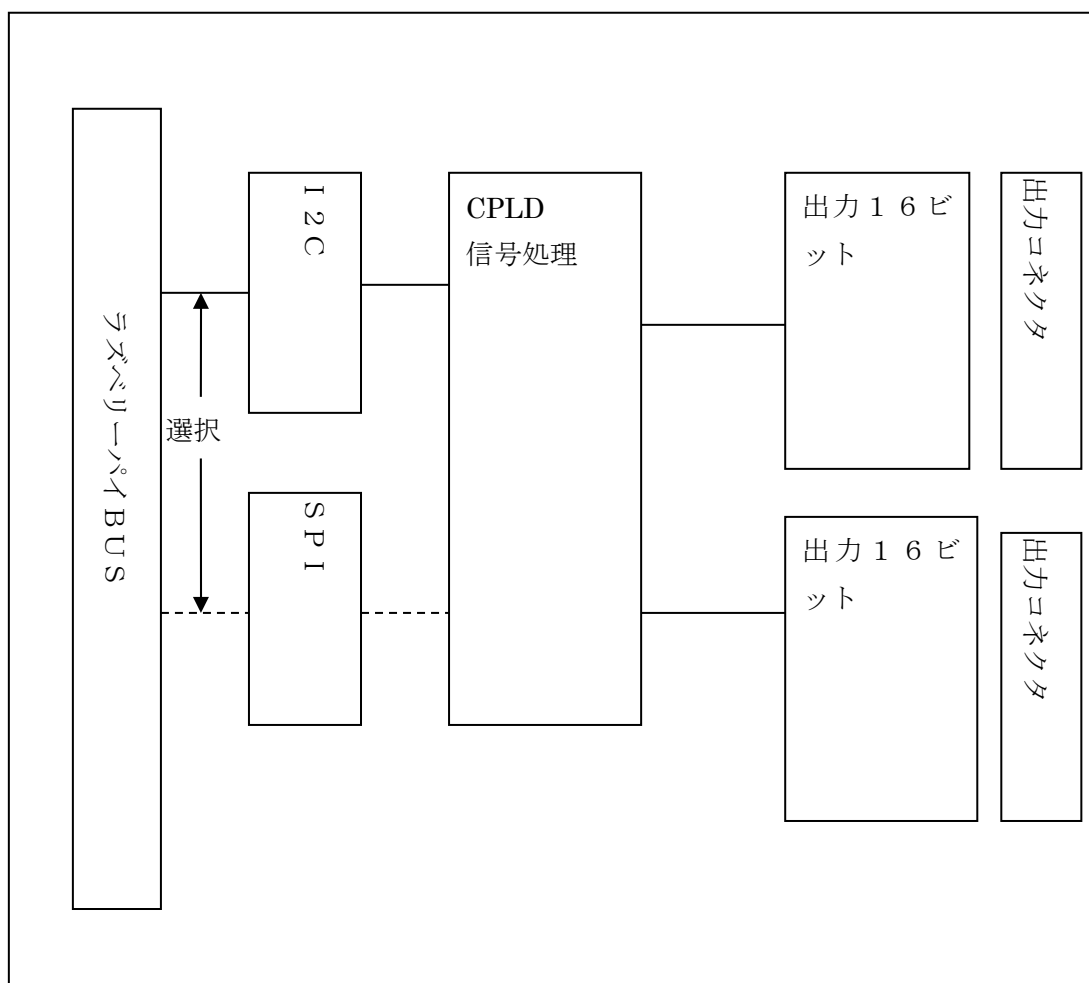 ラズベリーパイBUS
選択
I2C
SPI
CPLD
信号処理
出力16ビ
ット
出力コネクタ
出力16ビ
ット
出力コネクタ